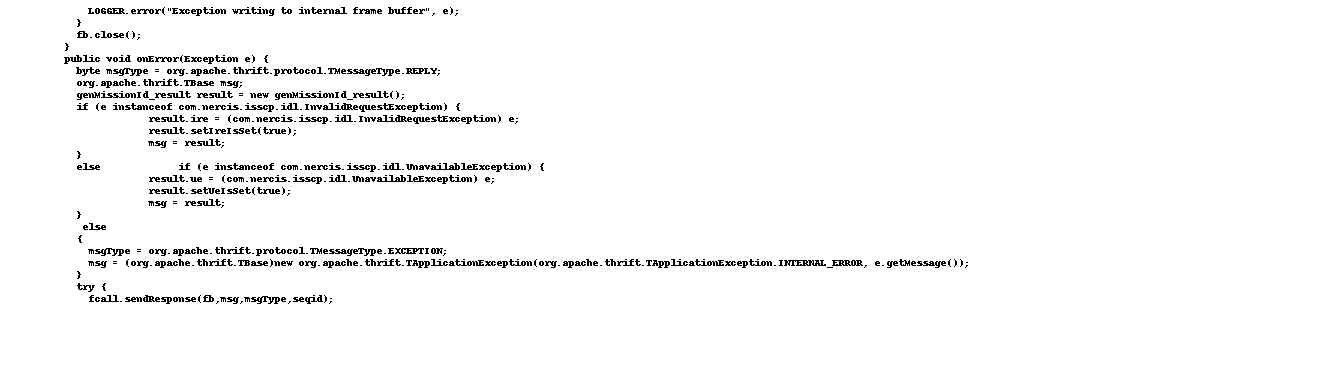 LOGGER.error("Exception writing to internal frame buffer", e);
}
fb.close();
}
public void onError(Exception e) {
byte msgType = org.apache.thrift.protocol.TMessageType.REPLY;
org.apache.thrift.TBase msg;
genMissionId_result result = new genMissionId_result();
if (e instanceof com.nercis.isscp.idl.InvalidRequestException) {
result.ire = (com.nercis.isscp.idl.InvalidRequestException) e;
result.setIreIsSet(true);
msg = result;
}
else             if (e instanceof com.nercis.isscp.idl.UnavailableException) {
result.ue = (com.nercis.isscp.idl.UnavailableException) e;
result.setUeIsSet(true);
msg = result;
}
else
{
msgType = org.apache.thrift.protocol.TMessageType.EXCEPTION;
msg = (org.apache.thrift.TBase)new org.apache.thrift.TApplicationException(org.apache.thrift.TApplicationException.INTERNAL_ERROR, e.getMessage());
}
try {
fcall.sendResponse(fb,msg,msgType,seqid);